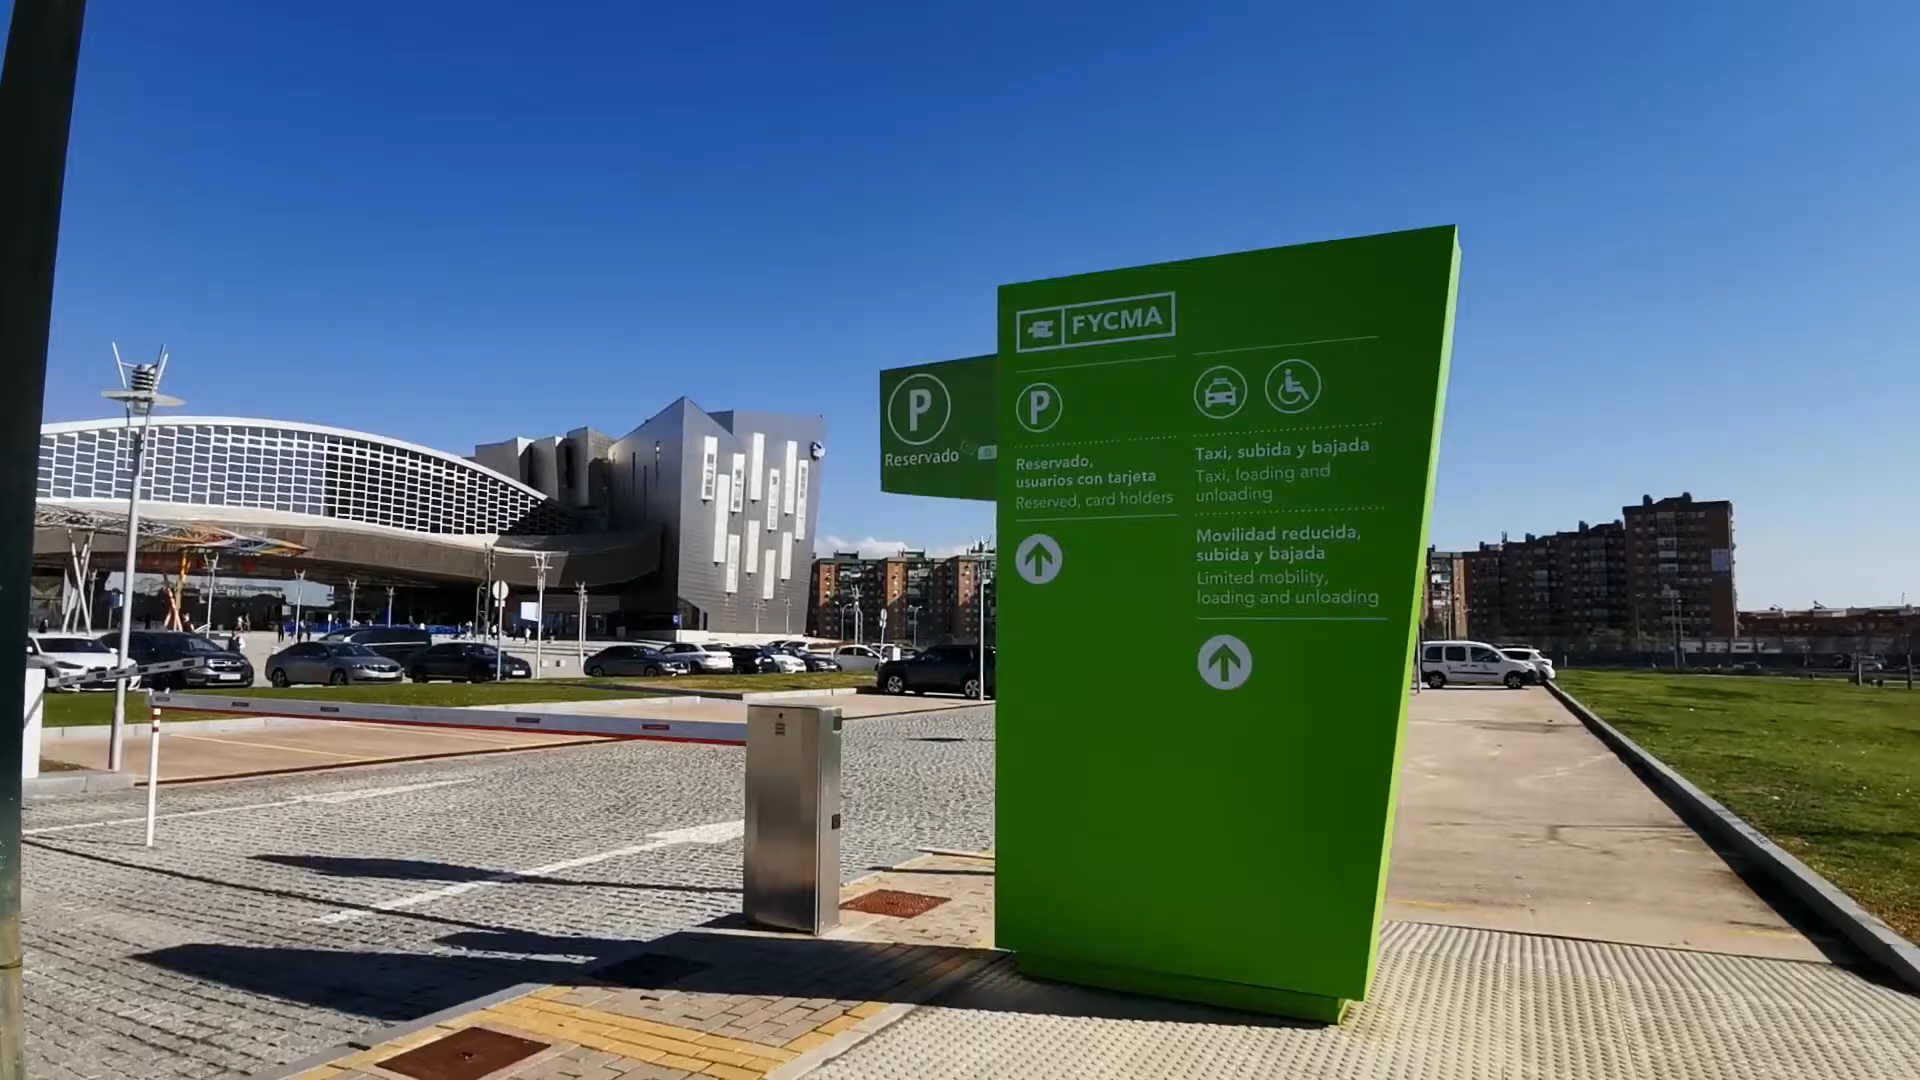 FYCMA
P
Reservado
P
Reservado,
usuarios con tarjeta
Reserved, card holders
Taxi, subida y bajada
Taxi, loading and
unloading
Movilidad reducida,
subida y bajada
Limited mobility,
loading and unloading